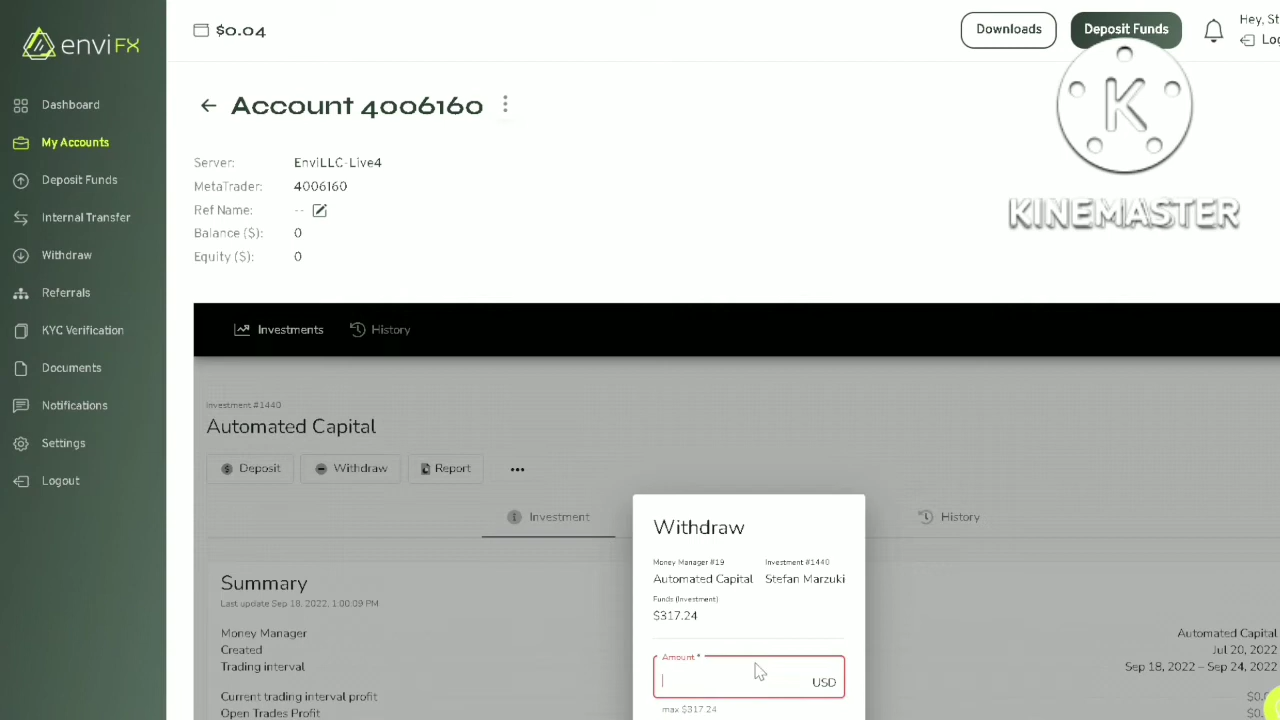 enviFX
$0.04
Downloads
Deposit Funds
Hey, St
Log
Dashboard
My Accounts
Deposit Funds
Internal Transfer
Withdraw
Referrals
KYC Verification
Documents
Notifications
Settings
Logout
Account 4006160
Server: EnviLLC-Live4
MetaTrader: 4006160
Ref Name: --
Balance ($): 0
Equity ($): 0
KINEMASTER
Investments
History
Investment #1440
Automated Capital
Deposit
Withdraw
Report
Investment
History
Summary
Last update Sep 18, 2022, 1:00:09 PM
Money Manager Automated Capital
Created Jul 20, 2022
Trading interval Sep 18, 2022 – Sep 24, 2022
Current trading interval profit
Open Trades Profit
Withdraw
Money Manager #19 Investment #1440
Automated Capital Stefan Marzuki
Funds (Investment)
$317.24
Amount *
USD
max $317.24